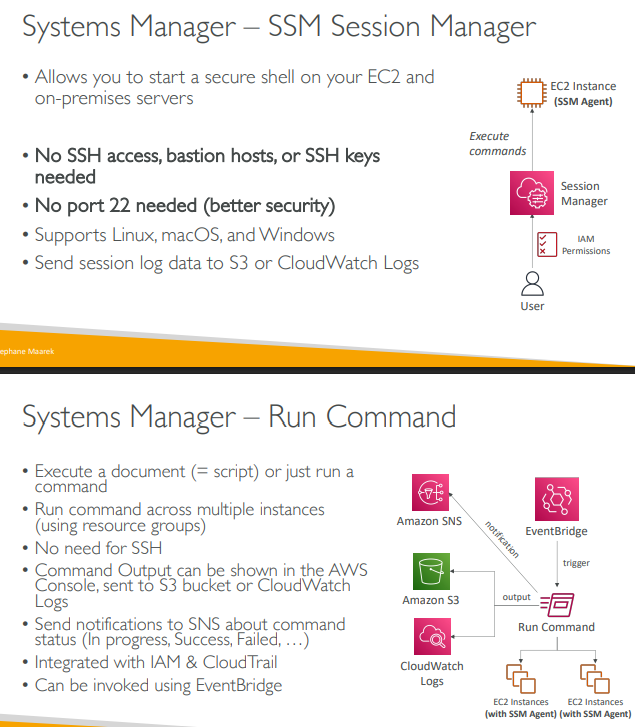 Systems Manager – SSM Session Manager
• Allows you to start a secure shell on your EC2 and
on-premises servers
• No SSH access, bastion hosts, or SSH keys
needed
• No port 22 needed (better security)
• Supports Linux, macOS, and Windows
• Send session log data to S3 or CloudWatch Logs
EC2 Instance
(SSM Agent)
Execute
commands
Session
Manager
IAM
Permissions
User
ephane Maarek
Systems Manager – Run Command
• Execute a document (= script) or just run a
command
• Run command across multiple instances
(using resource groups)
• No need for SSH
• Command Output can be shown in the AWS
Console, sent to S3 bucket or CloudWatch
Logs
• Send notifications to SNS about command
status (In progress, Success, Failed, …)
• Integrated with IAM & CloudTrail
• Can be invoked using EventBridge
Amazon SNS
EventBridge
notification
trigger
Amazon S3
output
Run Command
CloudWatch
Logs
EC2 Instances
(with SSM Agent)
EC2 Instances
(with SSM Agent)